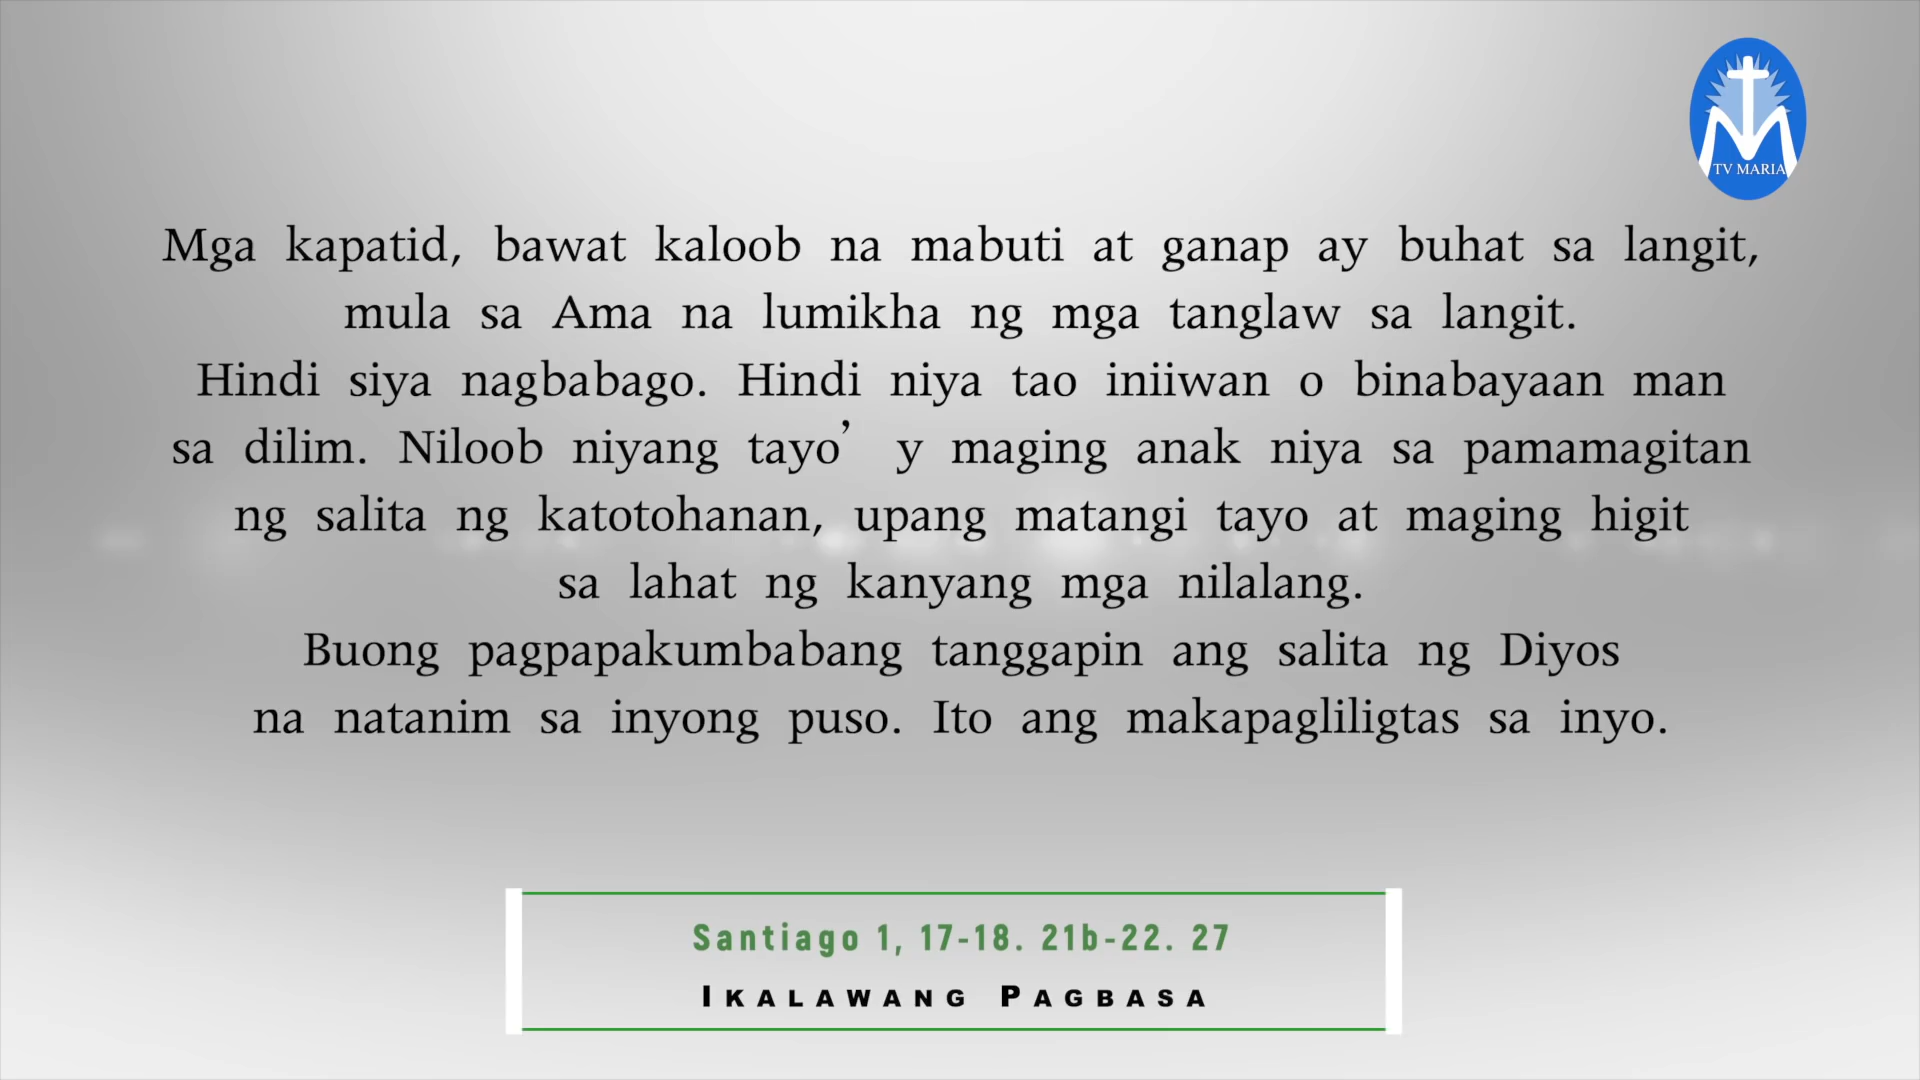 TV MARIA
Mga kapatid, bawat kaloob na mabuti at ganap ay buhat sa langit,
mula sa Ama na lumikha ng mga tanglaw sa langit.
Hindi siya nagbabago. Hindi niya tao iniiwan o binabayaan man
sa dilim. Niloob niyang tayo’ y maging anak niya sa pamamagitan
ng salita ng katotohanan, upang matangi tayo at maging higit
sa lahat ng kanyang mga nilalang.
Buong pagpapakumbabang tanggapin ang salita ng Diyos
na natanim sa inyong puso. Ito ang makapagliligtas sa inyo.
Santiago 1, 17-18. 21b-22. 27
Ikalawang Pagbasa